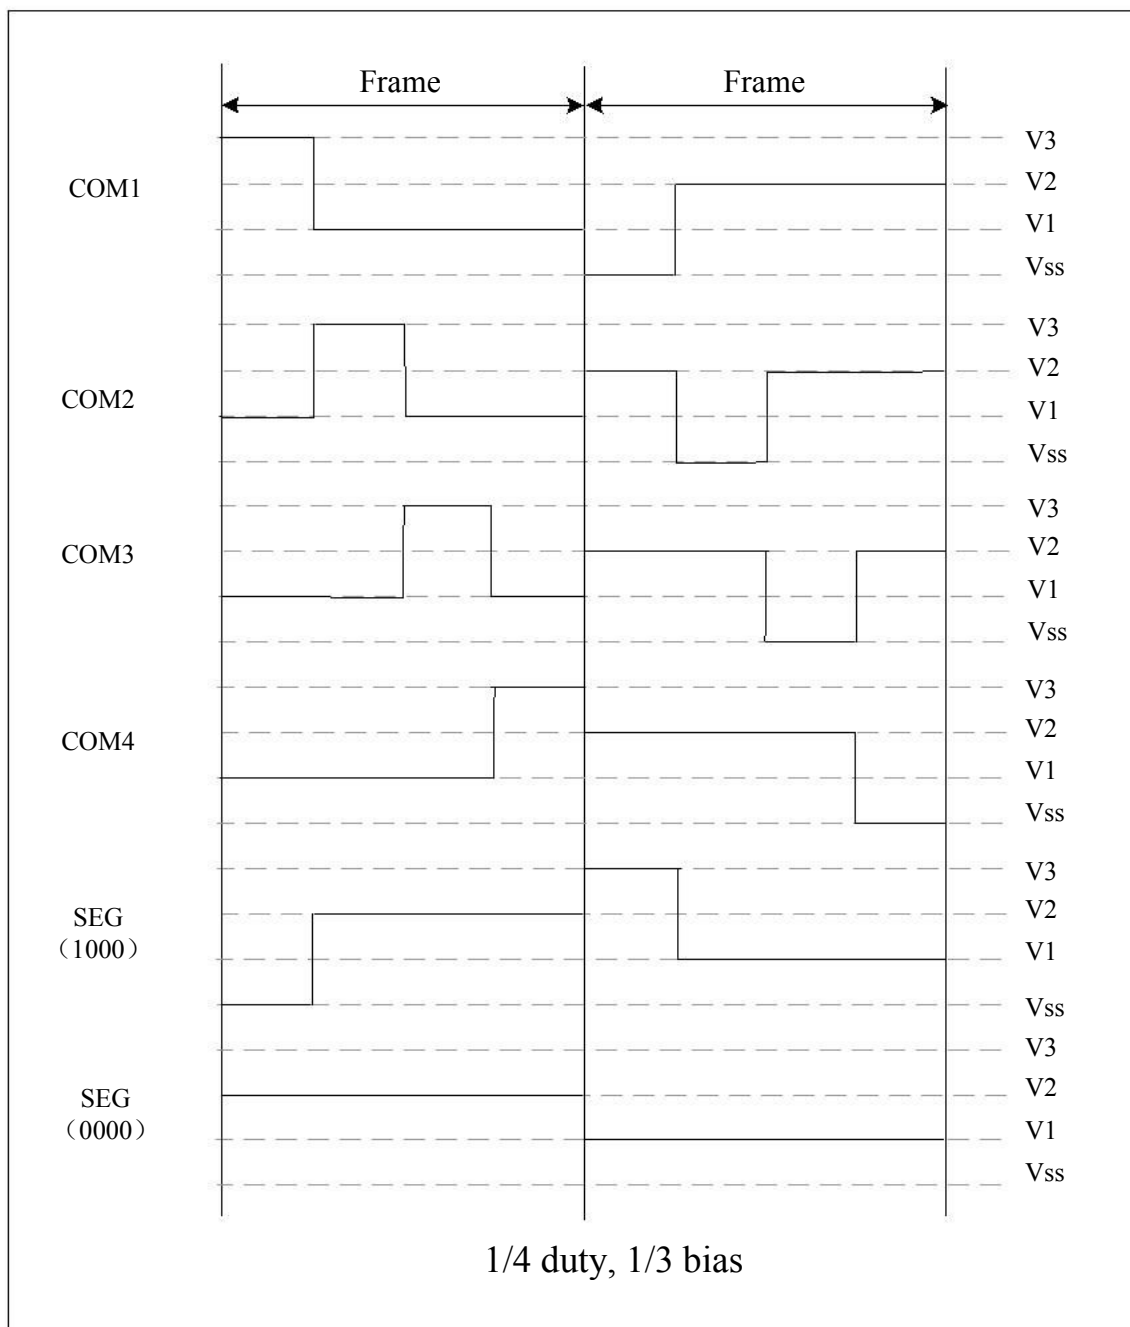 Frame Frame
V3
COM1 V2
V1
Vss
V3
V2
COM2
V1
Vss
V3
COM3 V2
V1
Vss
V3
COM4 V2
V1
Vss
V3
SEG V2
（1000） V1
Vss
V3
SEG V2
（0000） V1
Vss
1/4 duty, 1/3 bias